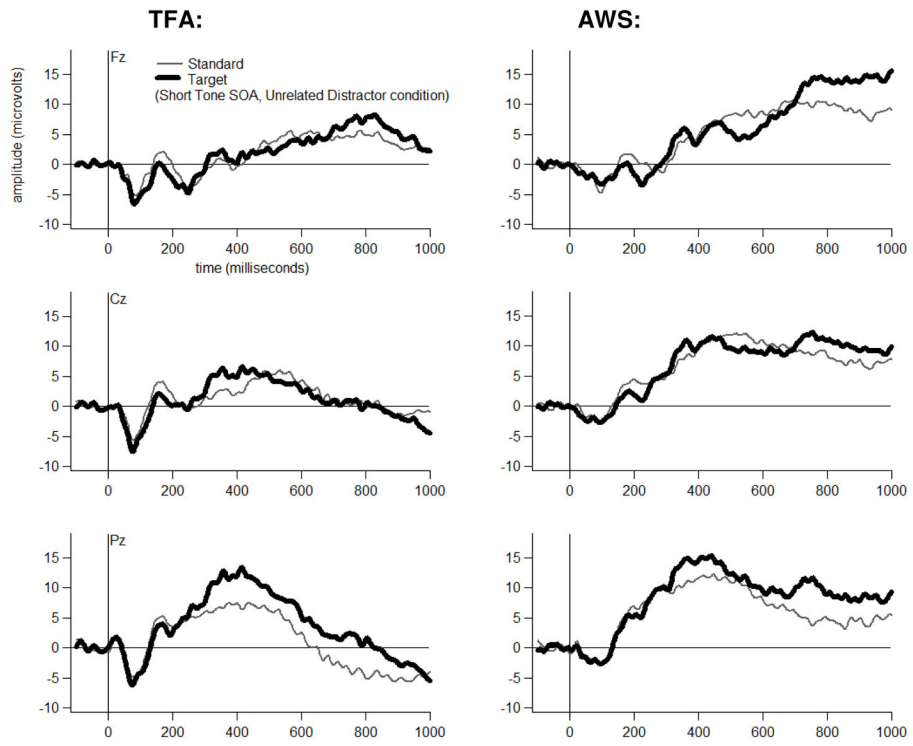 TFA:
AWS:
Fz
Standard
Target
(Short Tone SOA, Unrelated Distractor condition)
amplitude (microvolts)
15
10
5
0
-5
-10
0 200 400 600 800 1000
time (milliseconds)
15
10
5
0
-5
-10
0 200 400 600 800 1000
Cz
15
10
5
0
-5
-10
0 200 400 600 800 1000
15
10
5
0
-5
-10
0 200 400 600 800 1000
Pz
15
10
5
0
-5
-10
0 200 400 600 800 1000
15
10
5
0
-5
-10
0 200 400 600 800 1000